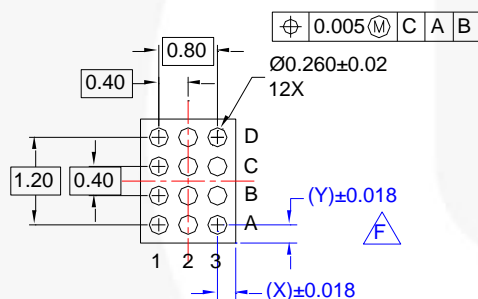 ⌖ 0.005 Ⓜ C A B
0.80
Ø0.260±0.02
12X
0.40
D
C
1.20 0.40
B
(Y)±0.018
A
F
1 2 3
(X)±0.018